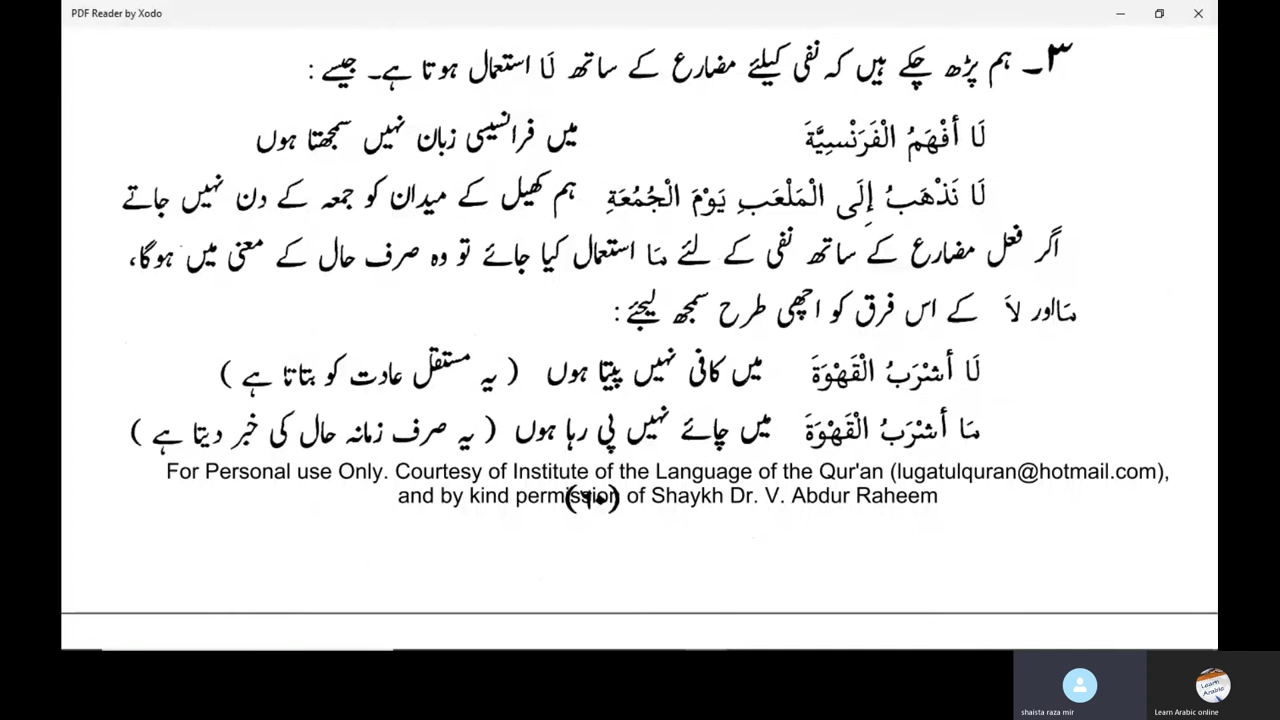 PDF Reader by Xodo
۳۔ ہم پڑھ چکے ہیں کہ نفی کیلئے مضارع کے ساتھ لَا استعمال ہوتا ہے۔ جیسے :
لَا أَفْهَمُ الْفَرَنْسِيَّةَ میں فرانسیسی زبان نہیں سمجھتا ہوں
لَا نَذْهَبُ إِلَى الْمَلْعَبِ يَوْمَ الْجُمُعَةِ ہم کھیل کے میدان کو جمعہ کے دن نہیں جاتے
اگر فعل مضارع کے ساتھ نفی کے لئے مَا استعمال کیا جائے تو وہ صرف حال کے معنی میں ہوگا،
مَا اور لَا کے اس فرق کو اچھی طرح سمجھ لیجئے :
لَا أَشْرَبُ الْقَهْوَةَ میں کافی نہیں پیتا ہوں ( یہ مستقل عادت کو بتاتا ہے )
مَا أَشْرَبُ الْقَهْوَةَ میں چائے نہیں پی رہا ہوں ( یہ صرف زمانہ حال کی خبر دیتا ہے )
For Personal use Only. Courtesy of Institute of the Language of the Qur'an (lugatulquran@hotmail.com),
and by kind permission of Shaykh Dr. V. Abdur Raheem
(۹۰)
shaista raza mir
Learn Arabic online
Learn Arabic